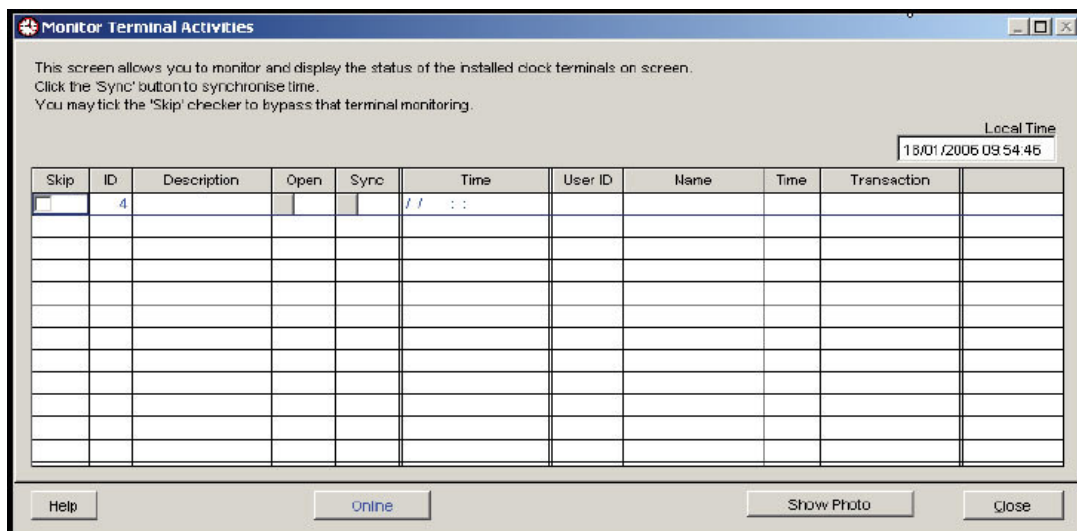 Monitor Terminal Activities
This screen allows you to monitor and display the status of the installed clock terminals on screen.
Click the 'Sync' button to synchronise time.
You may tick the 'Skip' checker to bypass that terminal monitoring.
Local Time
18/01/2006 09:54:46
Skip ID Description Open Sync Time User ID Name Time Transaction
4 / / : :
Help Online Show Photo Close